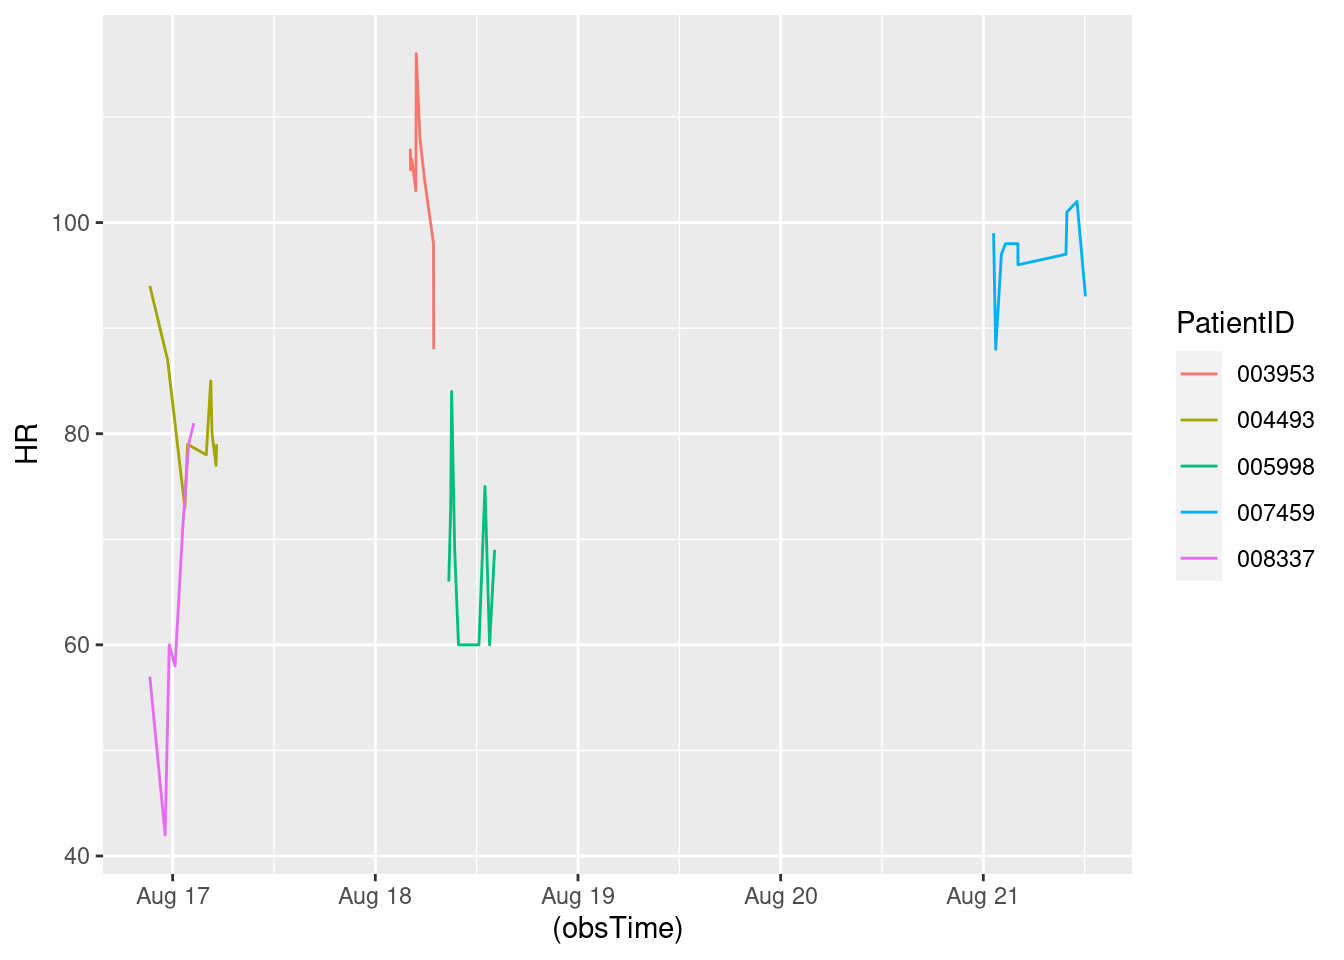 HR
100
80
60
40
Aug 17
Aug 18
Aug 19
Aug 20
Aug 21
(obsTime)
PatientID
003953
004493
005998
007459
008337